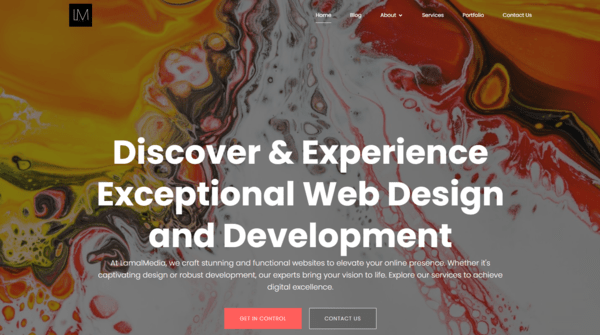 LM
Home Blog About Services Portfolio Contact Us
Discover & Experience
Exceptional Web Design
and Development
At LamalMedia, we craft stunning and functional websites to elevate your online presence. Whether it's
captivating design or robust development, our experts bring your vision to life. Explore our services to achieve
digital excellence.
GET IN CONTROL CONTACT US